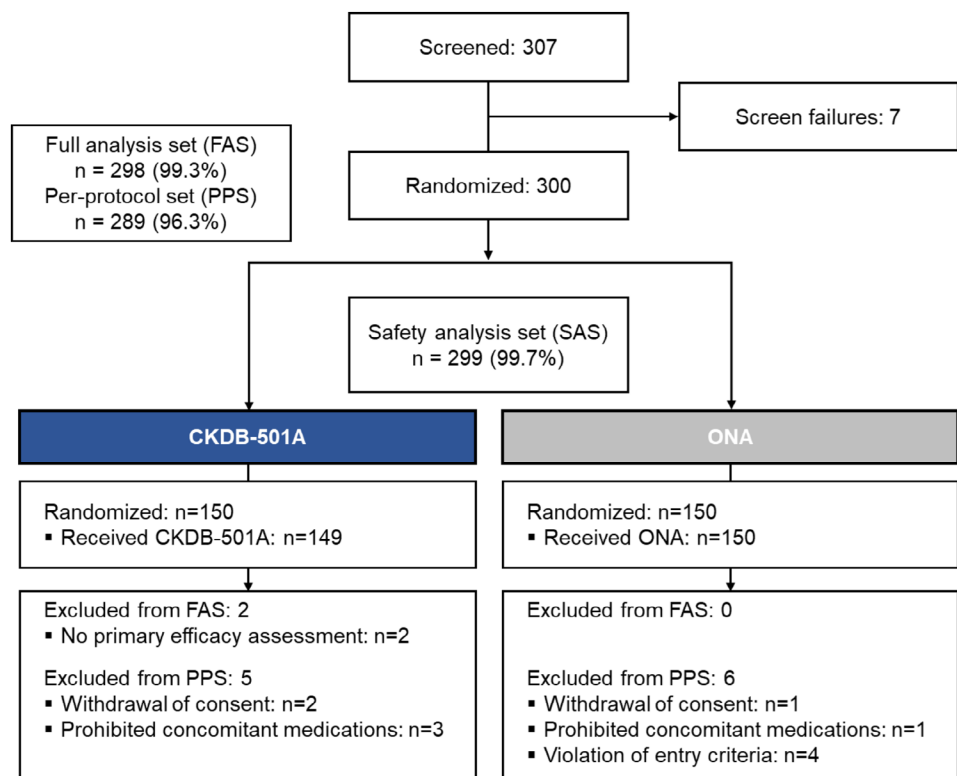 Screened: 307
Screen failures: 7
Full analysis set (FAS)
n = 298 (99.3%)
Per-protocol set (PPS)
n = 289 (96.3%)
Randomized: 300
Safety analysis set (SAS)
n = 299 (99.7%)
CKDB-501A
Randomized: n=150
▪ Received CKDB-501A: n=149
Excluded from FAS: 2
▪ No primary efficacy assessment: n=2
Excluded from PPS: 5
▪ Withdrawal of consent: n=2
▪ Prohibited concomitant medications: n=3
ONA
Randomized: n=150
▪ Received ONA: n=150
Excluded from FAS: 0
Excluded from PPS: 6
▪ Withdrawal of consent: n=1
▪ Prohibited concomitant medications: n=1
▪ Violation of entry criteria: n=4